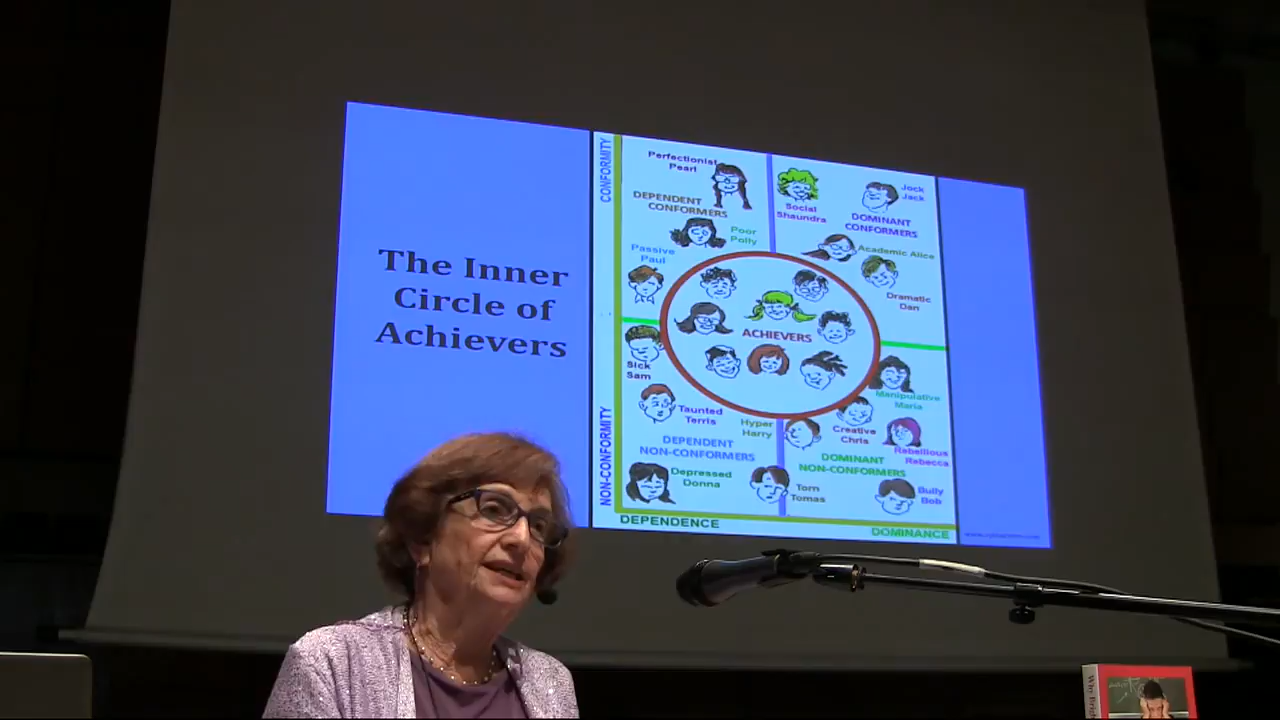 The Inner
Circle of
Achievers
CONFORMITY
NON-CONFORMITY
Perfectionist
Pearl
DEPENDENT
CONFORMERS
Poor
Polly
Passive
Paul
Social
Shaundra
Jock
Jack
DOMINANT
CONFORMERS
Academic Alice
Dramatic
Dan
ACHIEVERS
Sick
Sam
Taunted
Terris
Hyper
Harry
DEPENDENT
NON-CONFORMERS
Depressed
Donna
Torn
Tomas
Manipulative
Maria
Creative
Chris
Rebellious
Rebecca
DOMINANT
NON-CONFORMERS
Bully
Bob
DEPENDENCE
DOMINANCE